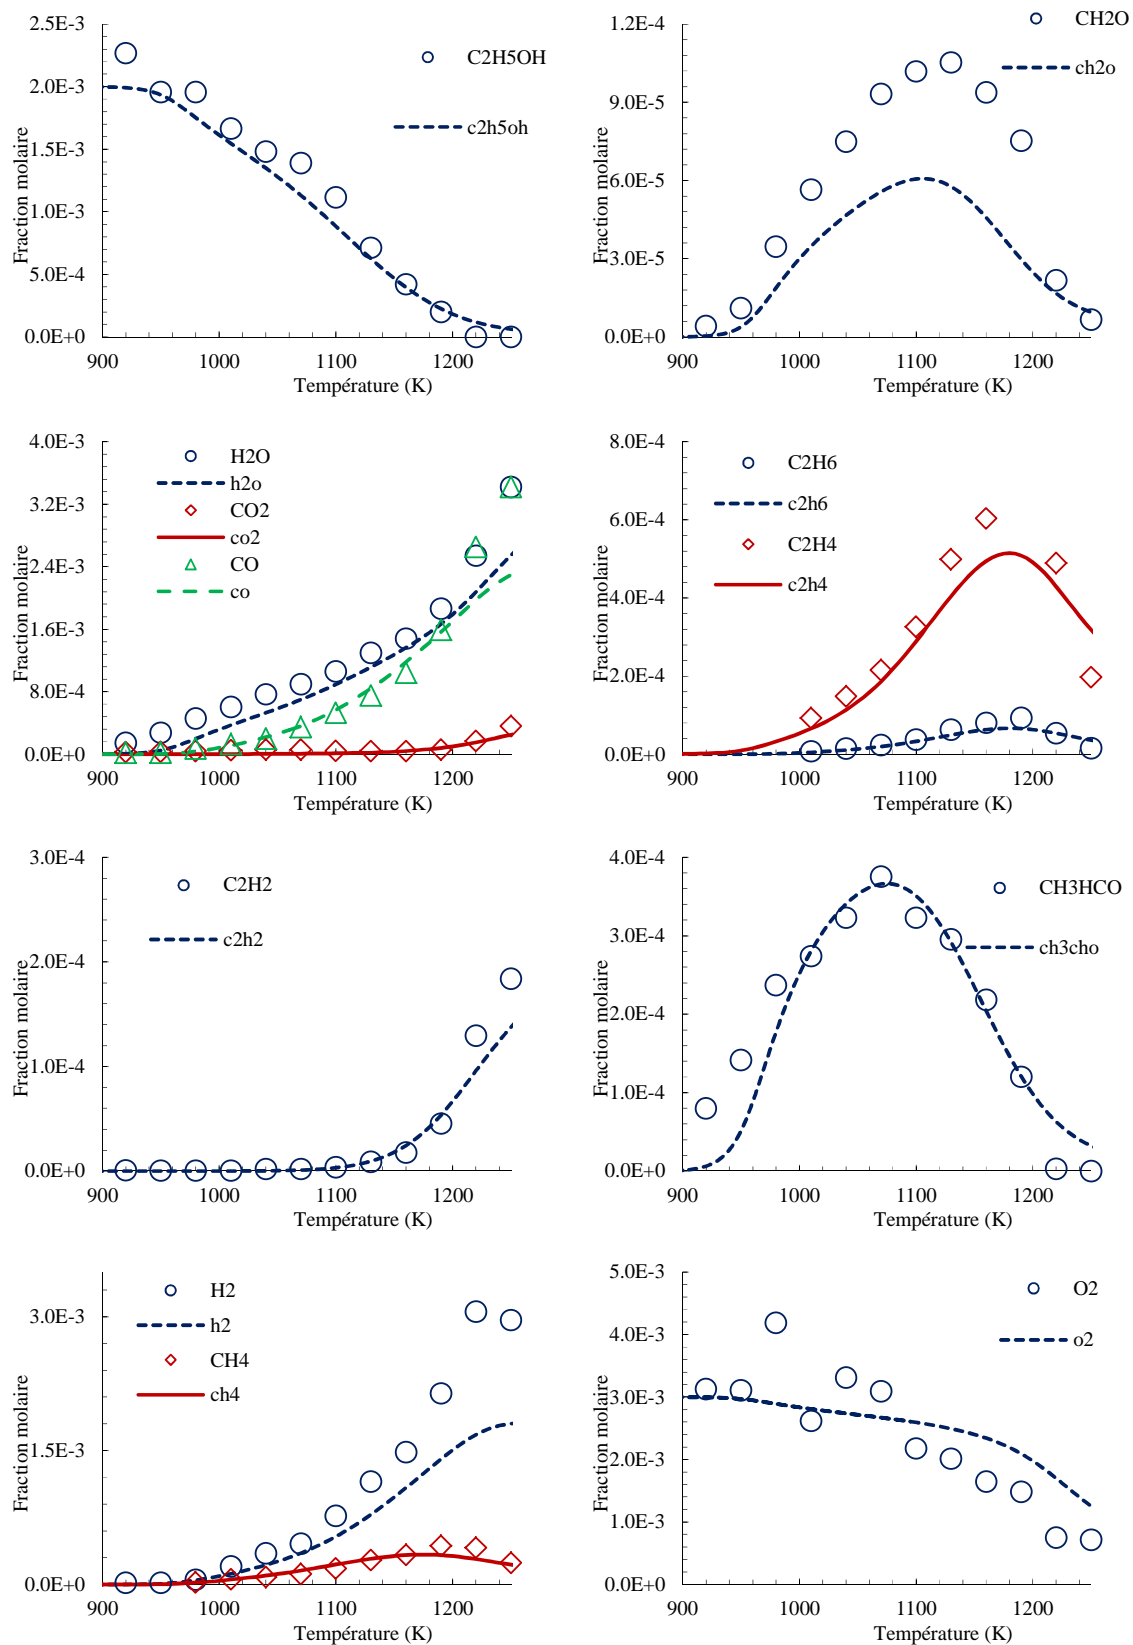 2.5E-3
2.0E-3
1.5E-3
1.0E-3
5.0E-4
0.0E+0
900
1000
1100
1200
Fraction molaire
Température (K)
C2H5OH
c2h5oh
1.2E-4
9.0E-5
6.0E-5
3.0E-5
0.0E+0
900
1000
1100
1200
Fraction molaire
Température (K)
CH2O
ch2o
4.0E-3
3.2E-3
2.4E-3
1.6E-3
8.0E-4
0.0E+0
900
1000
1100
1200
Fraction molaire
Température (K)
H2O
h2o
CO2
co2
CO
co
8.0E-4
6.0E-4
4.0E-4
2.0E-4
0.0E+0
900
1000
1100
1200
Fraction molaire
Température (K)
C2H6
c2h6
C2H4
c2h4
3.0E-4
2.0E-4
1.0E-4
0.0E+0
900
1000
1100
1200
Fraction molaire
Température (K)
C2H2
c2h2
4.0E-4
3.0E-4
2.0E-4
1.0E-4
0.0E+0
900
1000
1100
1200
Fraction molaire
Température (K)
CH3HCO
ch3cho
3.0E-3
1.5E-3
0.0E+0
900
1000
1100
1200
Fraction molaire
Température (K)
H2
h2
CH4
ch4
5.0E-3
4.0E-3
3.0E-3
2.0E-3
1.0E-3
0.0E+0
900
1000
1100
1200
Fraction molaire
Température (K)
O2
o2